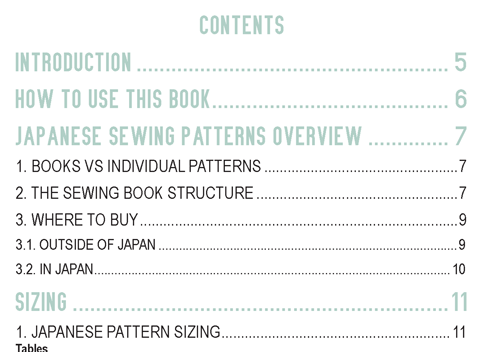 CONTENTS
INTRODUCTION ........................................ 5
HOW TO USE THIS BOOK.............................. 6
JAPANESE SEWING PATTERNS OVERVIEW ............ 7
1. BOOKS VS INDIVIDUAL PATTERNS ..................................................7
2. THE SEWING BOOK STRUCTURE ....................................................7
3. WHERE TO BUY ..................................................................................9
3.1. OUTSIDE OF JAPAN ..............................................................................9
3.2. IN JAPAN............................................................................................... 10
SIZING ................................................ 11
1. JAPANESE PATTERN SIZING.......................................................... 11
Tables